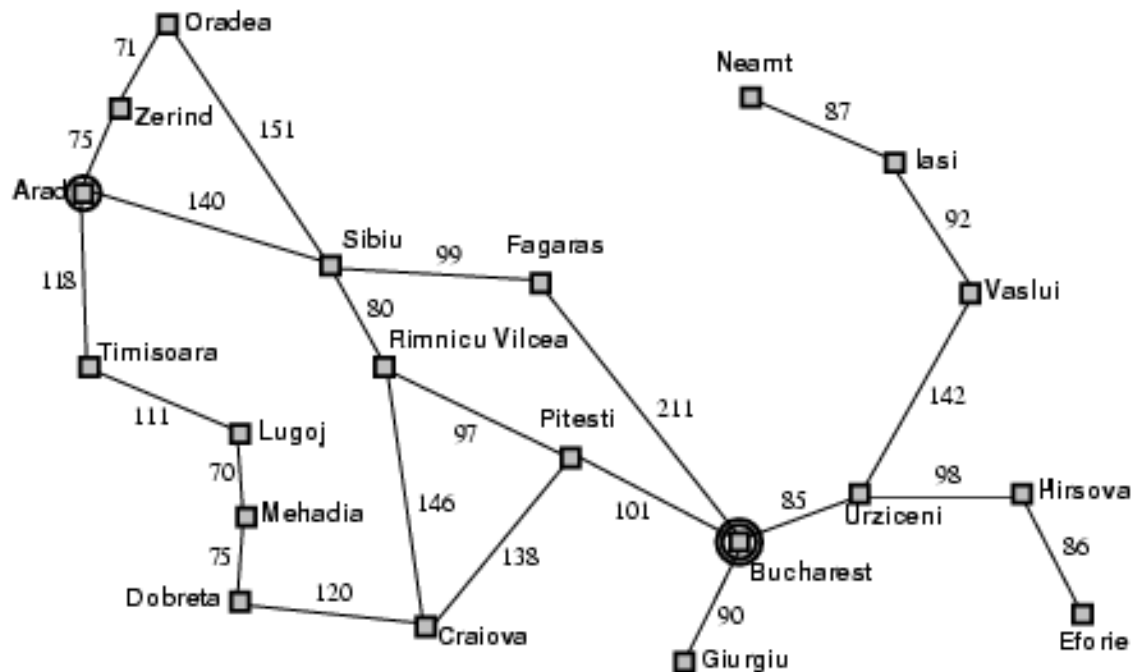 Oradea
71
Neamt
Zerind
87
75
151
Iasi
Arad
140
92
Sibiu
Fagaras
99
118
Vaslui
80
Rimnicu Vilcea
Timisoara
142
111
Pitesti
211
Lugoj
97
70
98
Hirsova
146
85
Mehadia
101
Urziceni
138
86
75
Bucharest
Dobreta
120
90
Craiova
Eforie
Giurgiu